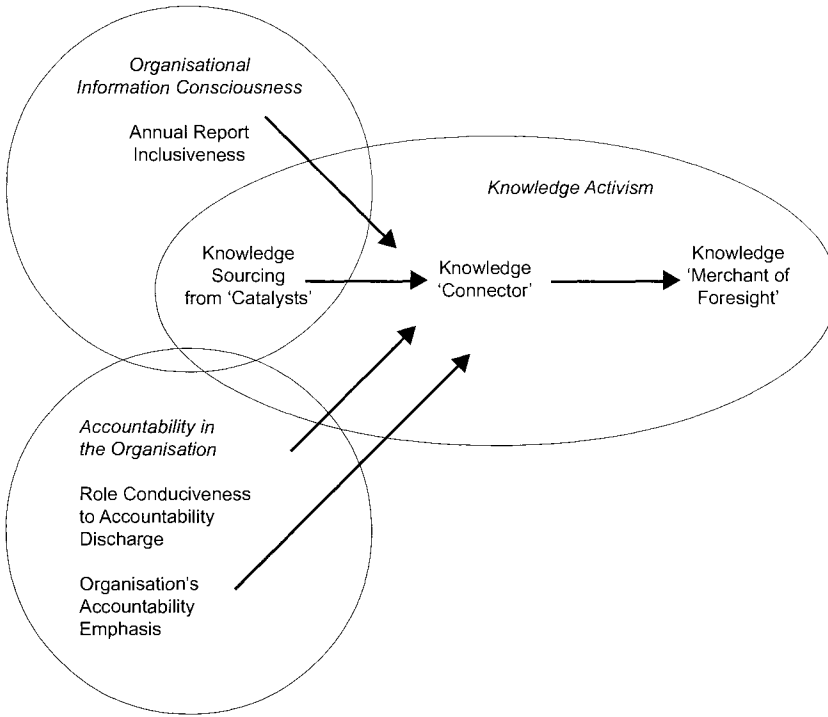 Organisational
Information Consciousness
Annual Report
Inclusiveness
Knowledge Activism
Knowledge
Sourcing
from ‘Catalysts’
Knowledge
‘Connector’
Knowledge
‘Merchant of
Foresight’
Accountability in
the Organisation
Role Conduciveness
to Accountability
Discharge
Organisation’s
Accountability
Emphasis